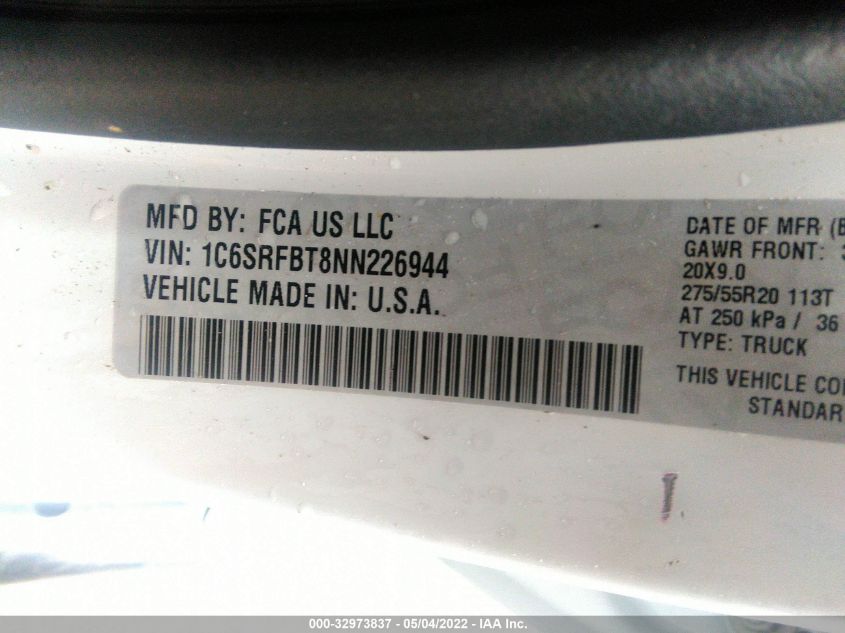 MFD BY: FCA US LLC
VIN: 1C6SRFBT8NN226944
VEHICLE MADE IN: U.S.A.
DATE OF MFR (
GAWR FRONT:
20X9.0
275/55R20 113T
AT 250 kPa / 36
TYPE: TRUCK
THIS VEHICLE
STANDAR
000-32973837 - 05/04/2022 - IAA Inc.